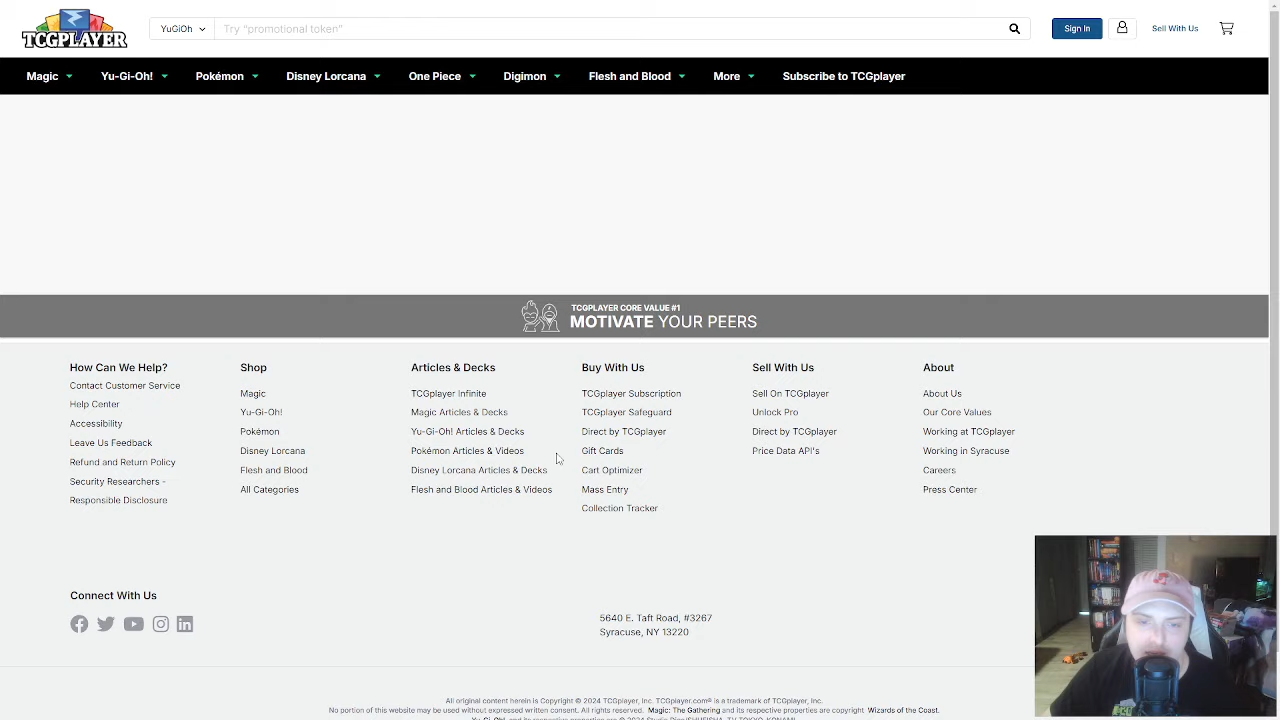 TCGPLAYER
YuGiOh
Try "promotional token"
Sign In
Sell With Us
Magic
Yu-Gi-Oh!
Pokémon
Disney Lorcana
One Piece
Digimon
Flesh and Blood
More
Subscribe to TCGplayer
TCGPLAYER CORE VALUE #1
MOTIVATE YOUR PEERS
How Can We Help?
Contact Customer Service
Help Center
Accessibility
Leave Us Feedback
Refund and Return Policy
Security Researchers -
Responsible Disclosure
Shop
Magic
Yu-Gi-Oh!
Pokémon
Disney Lorcana
Flesh and Blood
All Categories
Articles & Decks
TCGplayer Infinite
Magic Articles & Decks
Yu-Gi-Oh! Articles & Decks
Pokémon Articles & Videos
Disney Lorcana Articles & Decks
Flesh and Blood Articles & Videos
Buy With Us
TCGplayer Subscription
TCGplayer Safeguard
Direct by TCGplayer
Gift Cards
Cart Optimizer
Mass Entry
Collection Tracker
Sell With Us
Sell On TCGplayer
Unlock Pro
Direct by TCGplayer
Price Data API's
About
About Us
Our Core Values
Working at TCGplayer
Working in Syracuse
Careers
Press Center
Connect With Us
5640 E. Taft Road, #3267
Syracuse, NY 13220
All original content herein is Copyright © 2024 TCGplayer, Inc. TCGplayer.com® is a trademark of TCGplayer, Inc.
No portion of this website may be used without expressed written consent. All rights reserved. Magic: The Gathering and its respective properties are copyright Wizards of the Coast.